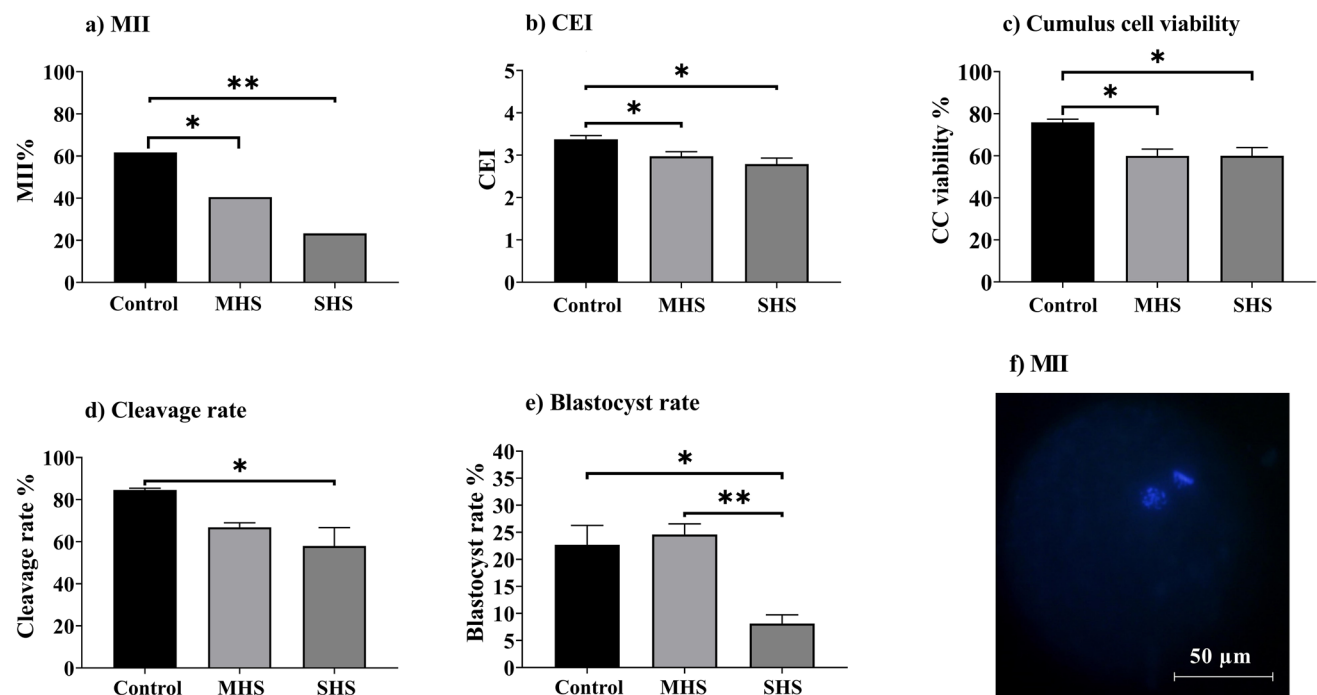 a) MII
MII%
100
80
60
40
20
0
**
*
Control MHS SHS
b) CEI
CEI
5
4
3
2
1
0
*
*
Control MHS SHS
c) Cumulus cell viability
CC viability %
100
80
60
40
20
0
*
*
Control MHS SHS
d) Cleavage rate
Cleavage rate %
100
80
60
40
20
0
*
Control MHS SHS
e) Blastocyst rate
Blastocyst rate %
40
35
30
25
20
15
10
5
0
*
**
Control MHS SHS
f) MII
50 µm